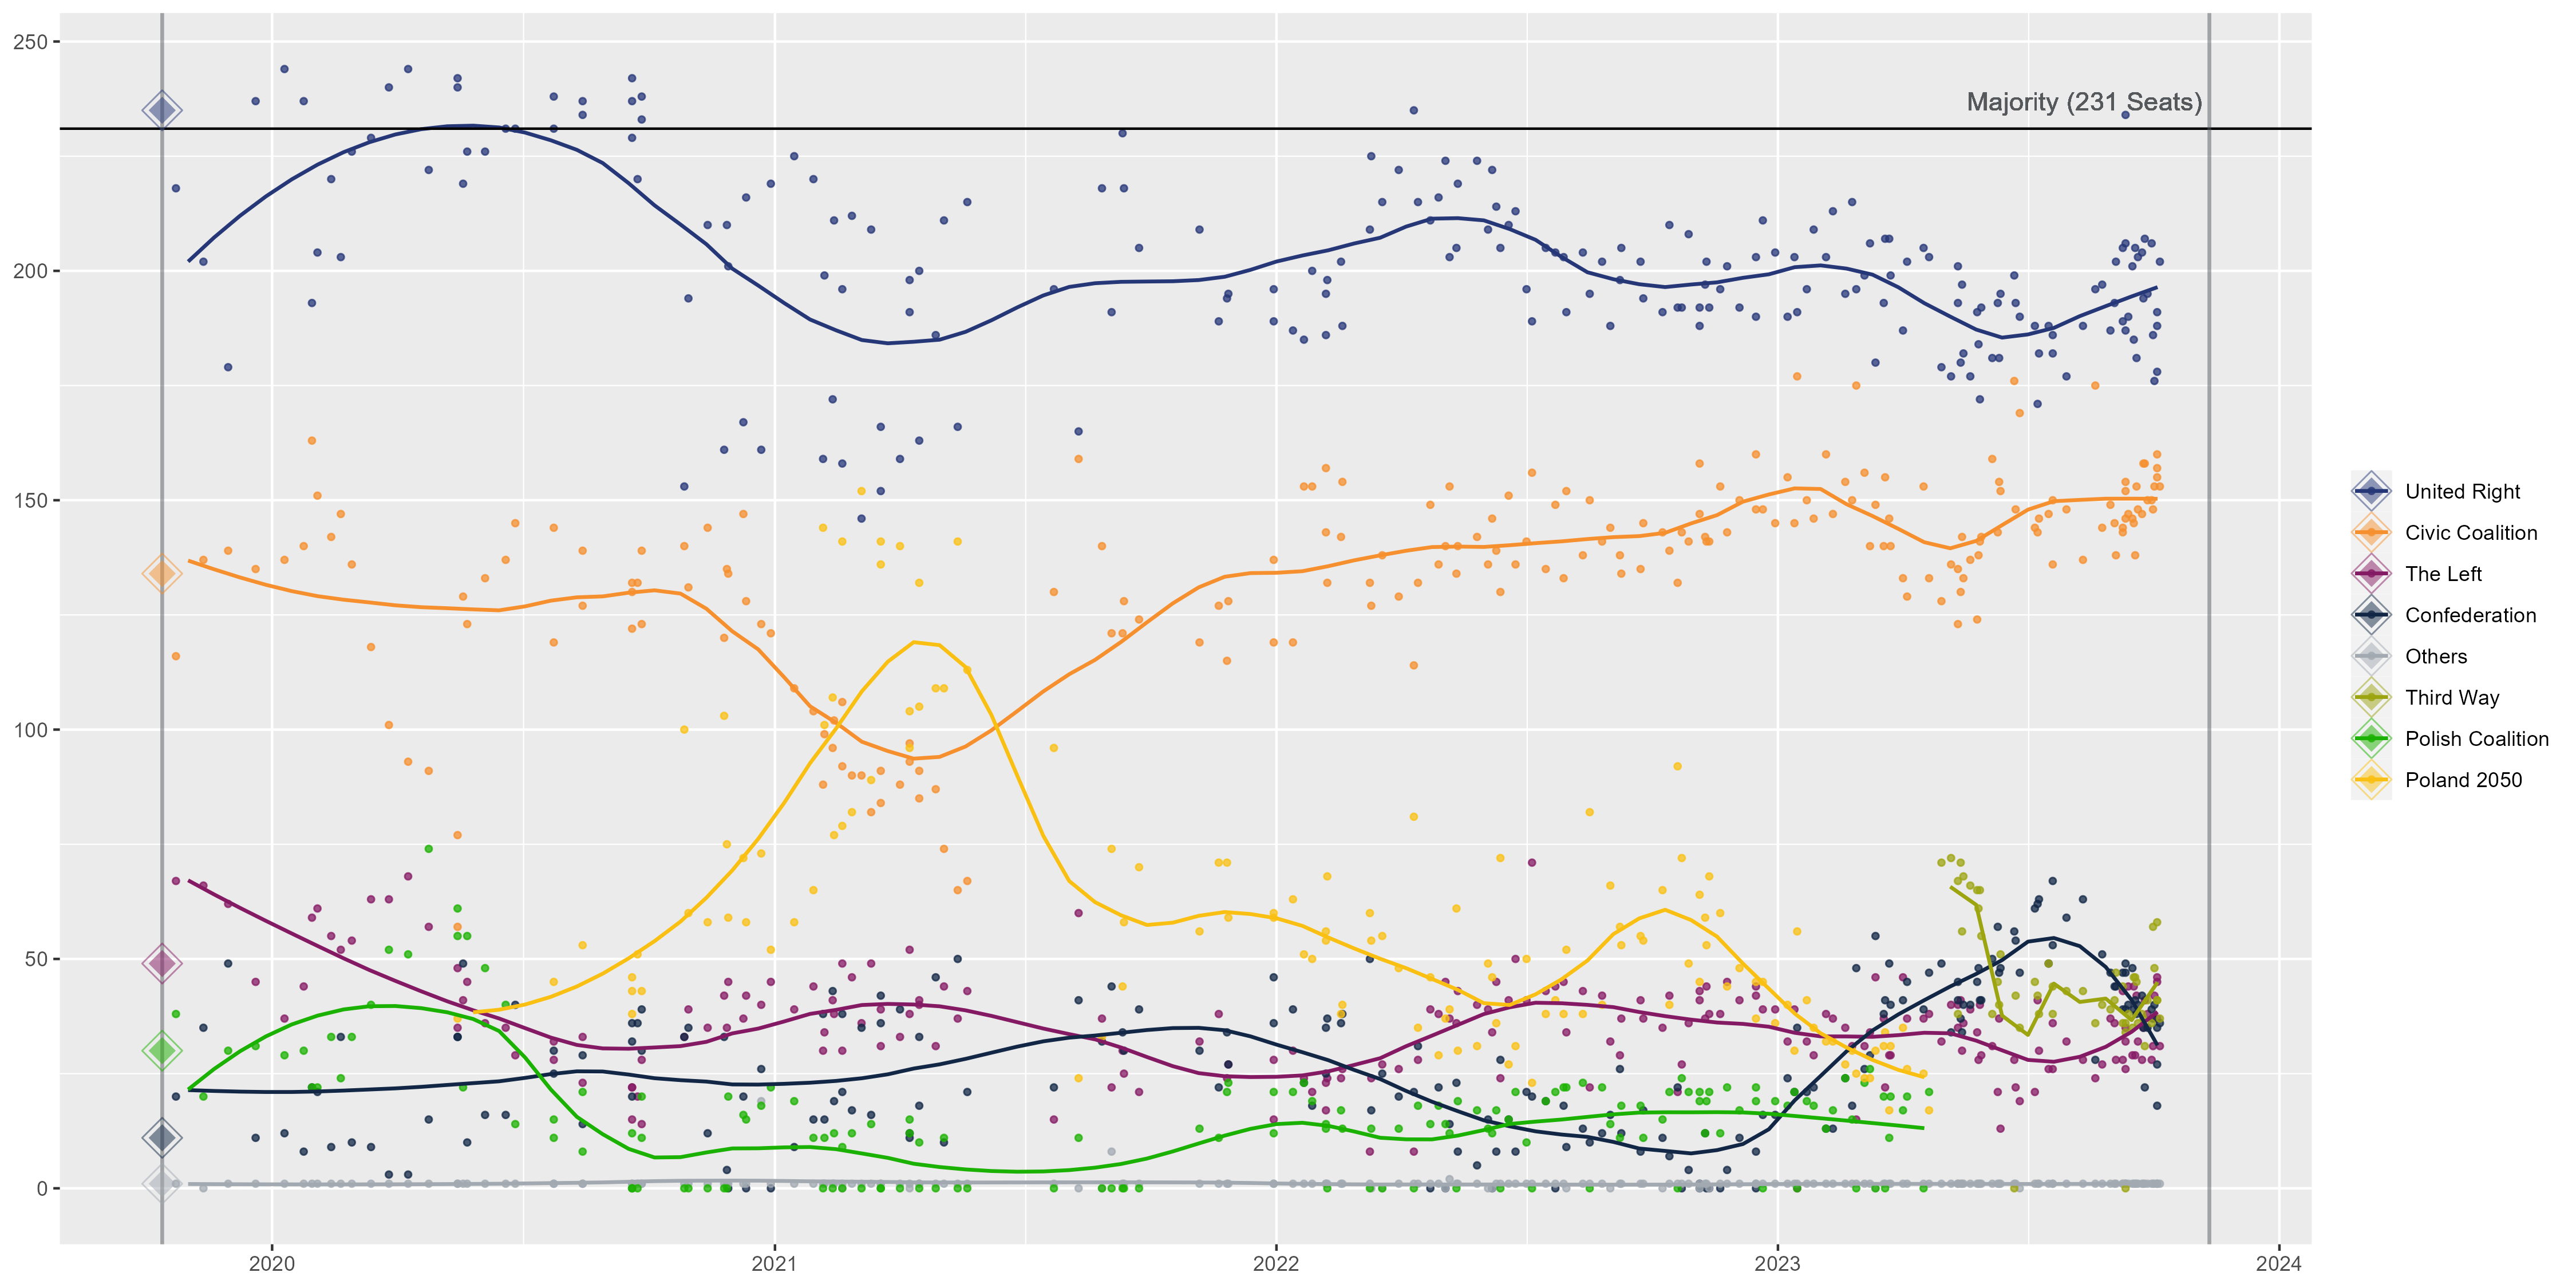 250
Majority (231 Seats)
200
150
100
50
0
2020
2021
2022
2023
2024
United Right
Civic Coalition
The Left
Confederation
Others
Third Way
Polish Coalition
Poland 2050